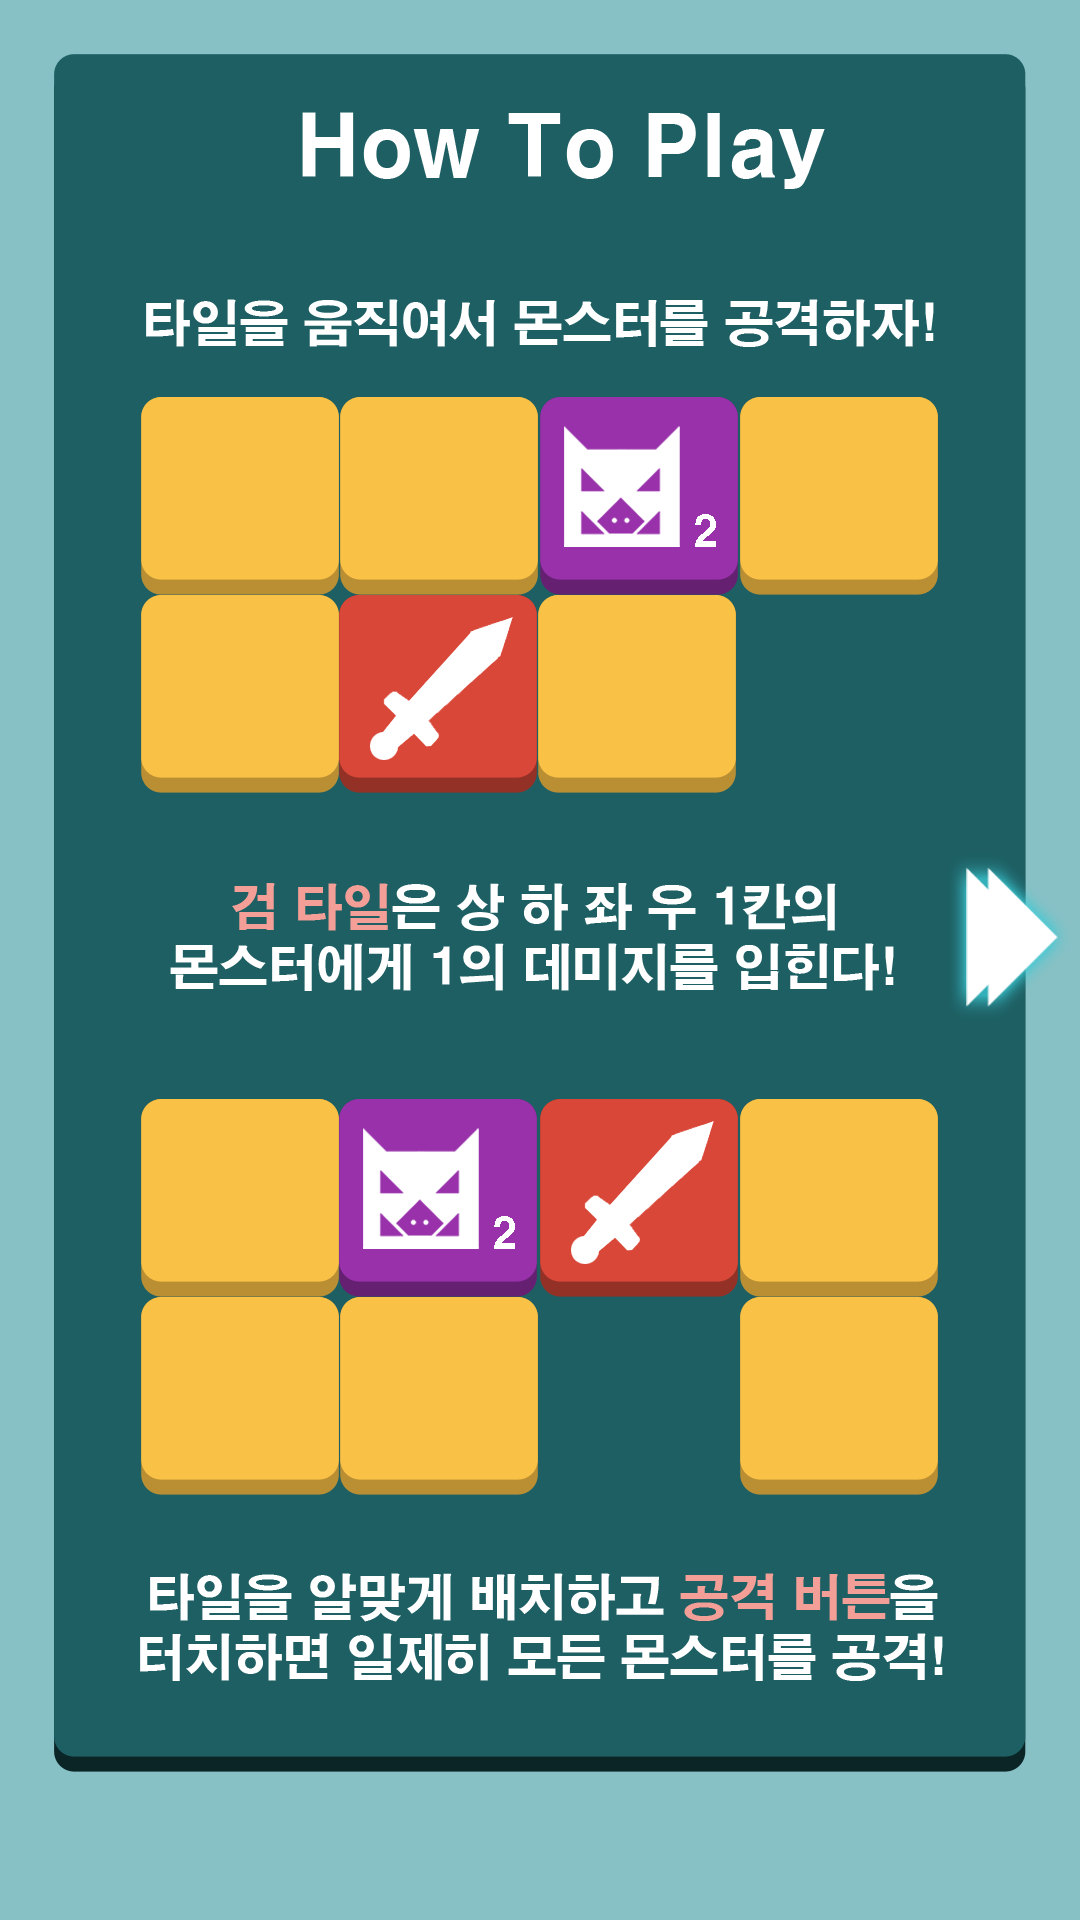 How To Play
타일을 움직여서 몬스터를 공격하자!
2
검 타일은 상 하 좌 우 1칸의
몬스터에게 1의 데미지를 입힌다!
2
타일을 알맞게 배치하고 공격 버튼을
터치하면 일제히 모든 몬스터를 공격!